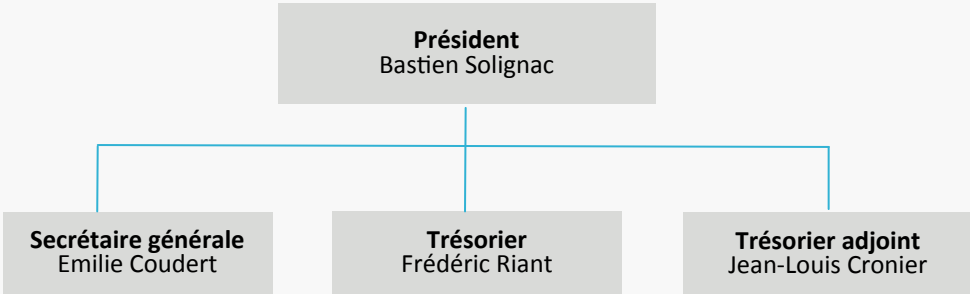 Président
Bastien Solignac
Secrétaire générale
Emilie Coudert
Trésorier
Frédéric Riant
Trésorier adjoint
Jean-Louis Cronier